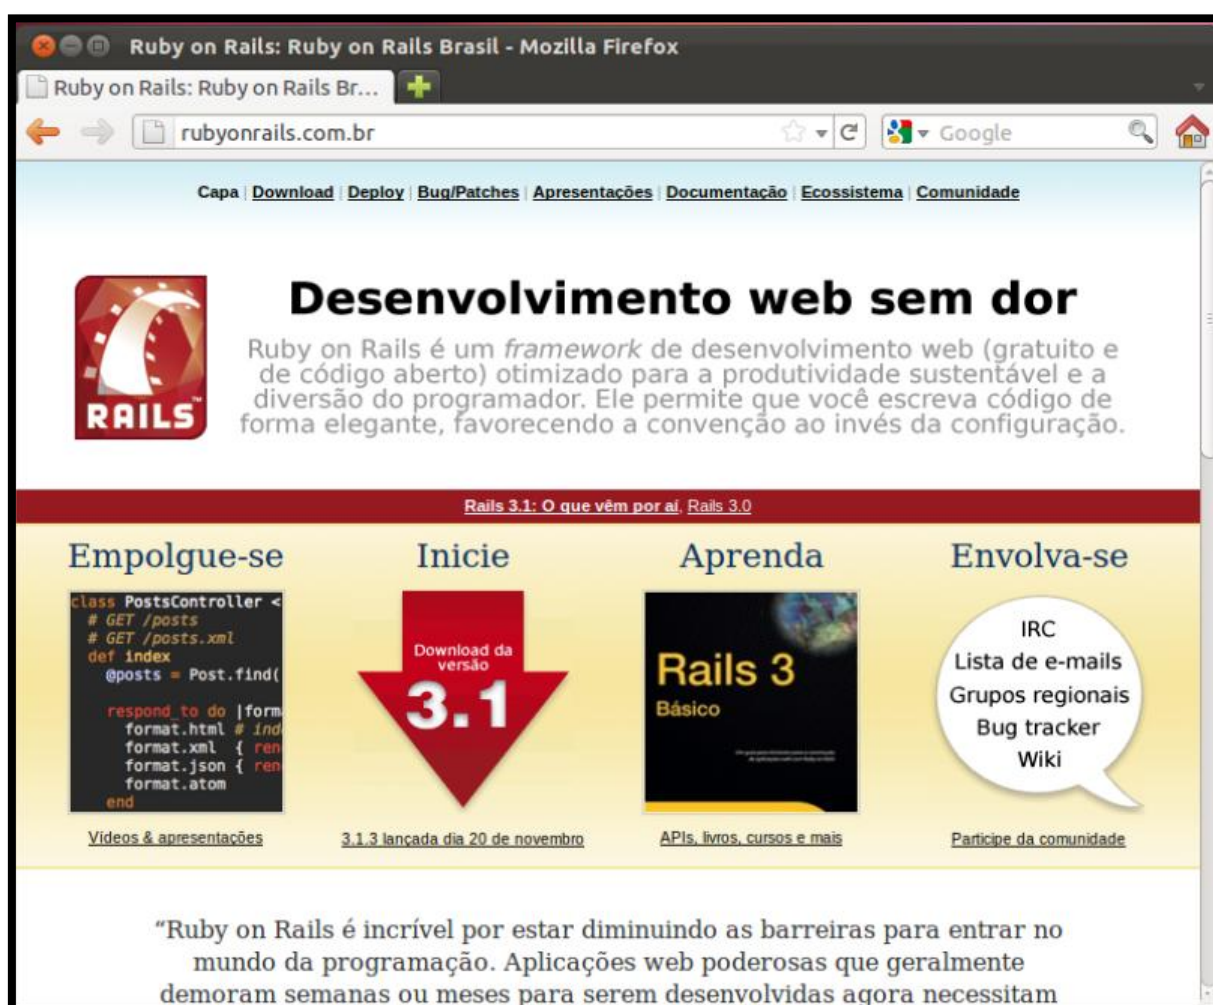 Ruby on Rails: Ruby on Rails Brasil - Mozilla Firefox
Ruby on Rails: Ruby on Rails Br...
rubyonrails.com.br
Google
Capa | Download | Deploy | Bug/Patches | Apresentações | Documentação | Ecossistema | Comunidade
RAILS™
Desenvolvimento web sem dor
Ruby on Rails é um framework de desenvolvimento web (gratuito e
de código aberto) otimizado para a produtividade sustentável e a
diversão do programador. Ele permite que você escreva código de
forma elegante, favorecendo a convenção ao invés da configuração.
Rails 3.1: O que vêm por aí, Rails 3.0
Empolgue-se
class PostsController <
# GET /posts
# GET /posts.xml
def index
@posts = Post.find(
respond_to do |form
format.html # ind
format.xml { ren
format.json { ren
format.atom
end
Vídeos & apresentações
Inicie
Download da
versão
3.1
3.1.3 lançada dia 20 de novembro
Aprenda
Rails 3
Básico
APIs, livros, cursos e mais
Envolva-se
IRC
Lista de e-mails
Grupos regionais
Bug tracker
Wiki
Participe da comunidade
“Ruby on Rails é incrível por estar diminuindo as barreiras para entrar no
mundo da programação. Aplicações web poderosas que geralmente
demoram semanas ou meses para serem desenvolvidas agora necessitam